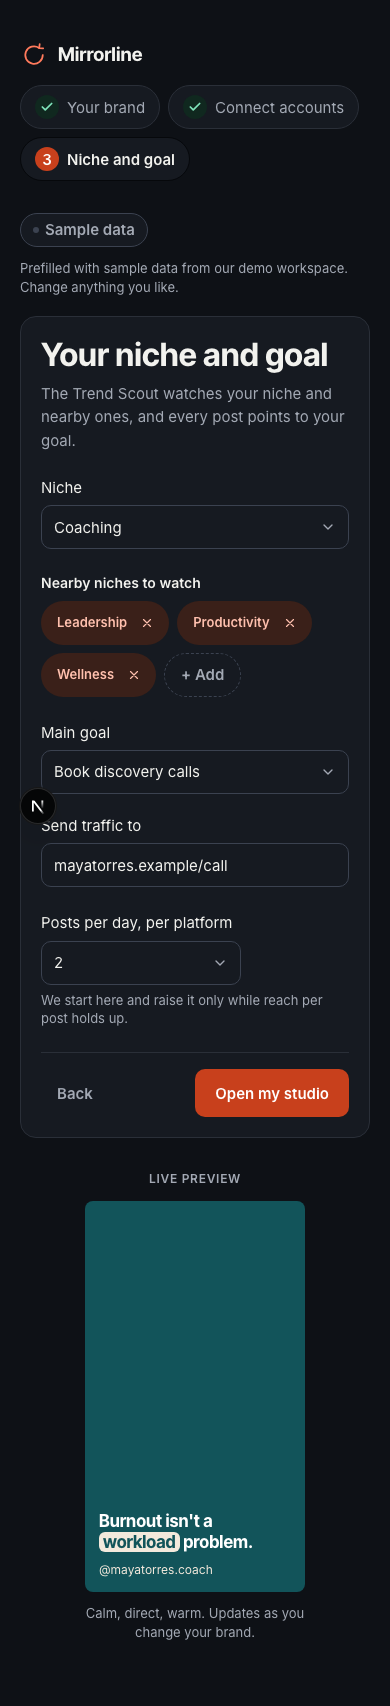 Mirrorline
Your brand
Connect accounts
3 Niche and goal
Sample data
Prefilled with sample data from our demo workspace.
Change anything you like.
Your niche and goal
The Trend Scout watches your niche and
nearby ones, and every post points to your
goal.
Niche
Coaching
Nearby niches to watch
Leadership
Productivity
Wellness
+ Add
Main goal
Book discovery calls
N
Send traffic to
mayatorres.example/call
Posts per day, per platform
2
We start here and raise it only while reach per
post holds up.
Back
Open my studio
LIVE PREVIEW
Burnout isn't a
workload problem.
@mayatorres.coach
Calm, direct, warm. Updates as you
change your brand.